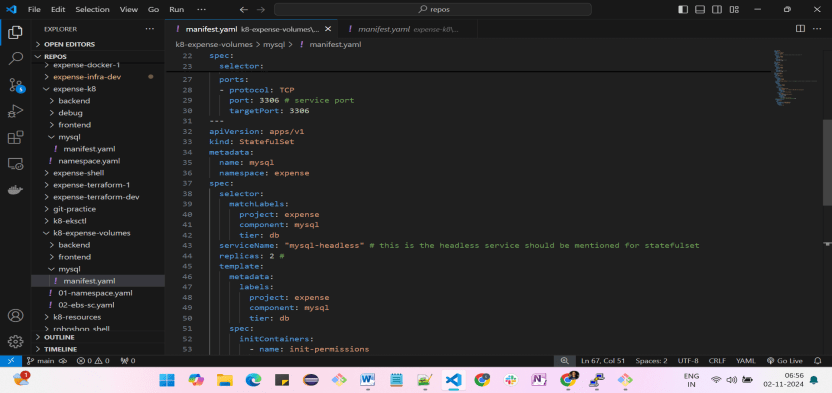 File Edit Selection View Go Run ... repos
EXPLORER
OPEN EDITORS
REPOS
expense-docker-1
expense-infra-dev
expense-k8
backend
debug
frontend
mysql
manifest.yaml
namespace.yaml
expense-shell
expense-terraform-1
expense-terraform-dev
git-practice
k8-eksctl
k8-expense-volumes
backend
frontend
mysql
manifest.yaml
01-namespace.yaml
02-ebs-sc.yaml
k8-resources
roboshop_shell
OUTLINE
TIMELINE
manifest.yaml k8-expense-volumes\... manifest.yaml expense-k8\...
k8-expense-volumes > mysql > manifest.yaml
22 spec:
23 selector:
27 ports:
28 - protocol: TCP
29 port: 3306 # service port
30 targetPort: 3306
31 ---
32 apiVersion: apps/v1
33 kind: StatefulSet
34 metadata:
35 name: mysql
36 namespace: expense
37 spec:
38 selector:
39 matchLabels:
40 project: expense
41 component: mysql
42 tier: db
43 serviceName: "mysql-headless" # this is the headless service should be mentioned for statefulset
44 replicas: 2 #
45 template:
46 metadata:
47 labels:
48 project: expense
49 component: mysql
50 tier: db
51 spec:
52 initContainers:
53 - name: init-permissions
main 0 0 0 Ln 67, Col 51 Spaces: 2 UTF-8 CRLF YAML Go Live
ENG
IN
06:56
02-11-2024